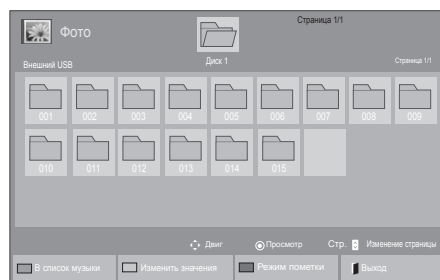 Страница 1/1
Фото
Внешний USB
Диск 1
Страница 1/1
001 002 003 004 005 006 007 008 009
010 011 012 013 014 015
Двиг Просмотр Стр. Изменение страницы
В список музыки Изменить значения Режим пометки Выход